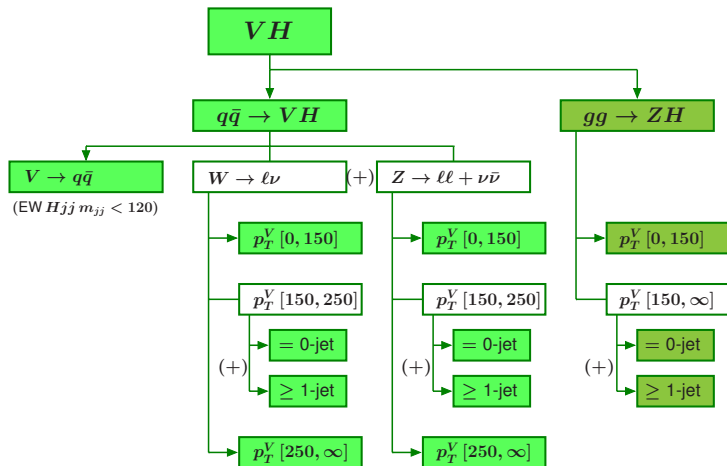 VH
qq̄ → VH
gg → ZH
V → qq̄
W → ℓν
(+)
Z → ℓℓ + νν̄
(EW Hjj m_jj < 120)
p_T^V [0, 150]
p_T^V [0, 150]
p_T^V [0, 150]
p_T^V [150, 250]
p_T^V [150, 250]
p_T^V [150, ∞]
= 0-jet
= 0-jet
= 0-jet
(+)
(+)
(+)
≥ 1-jet
≥ 1-jet
≥ 1-jet
p_T^V [250, ∞]
p_T^V [250, ∞]